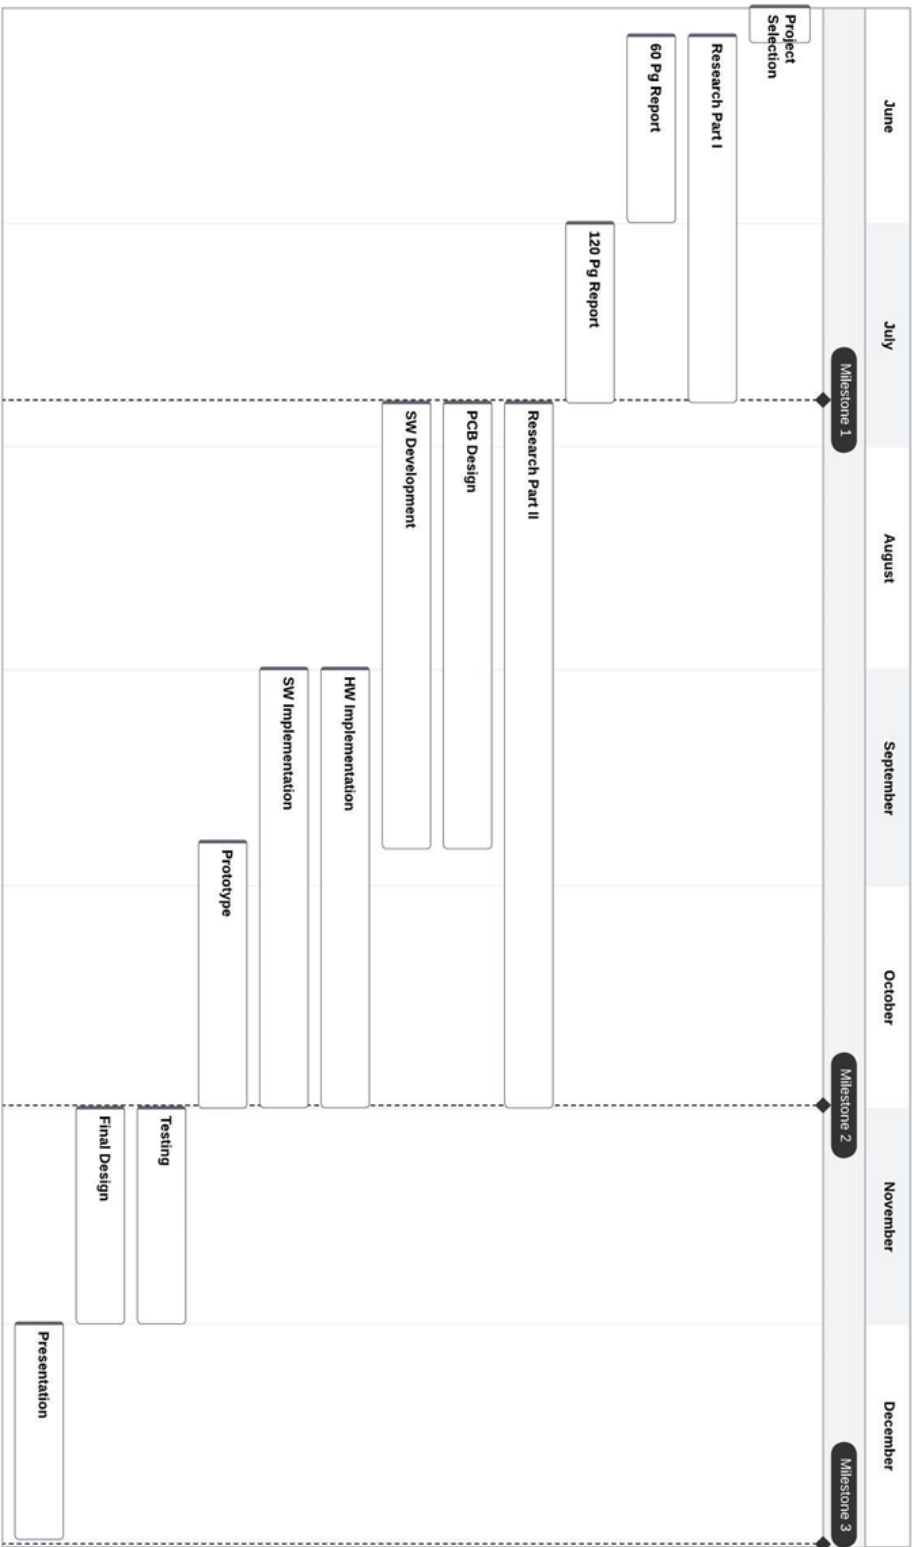 June
July
August
September
October
November
December
Milestone 1
Milestone 2
Milestone 3
Project
Selection
Research Part I
60 Pg Report
120 Pg Report
Research Part II
PCB Design
SW Development
HW Implementation
SW Implementation
Prototype
Testing
Final Design
Presentation